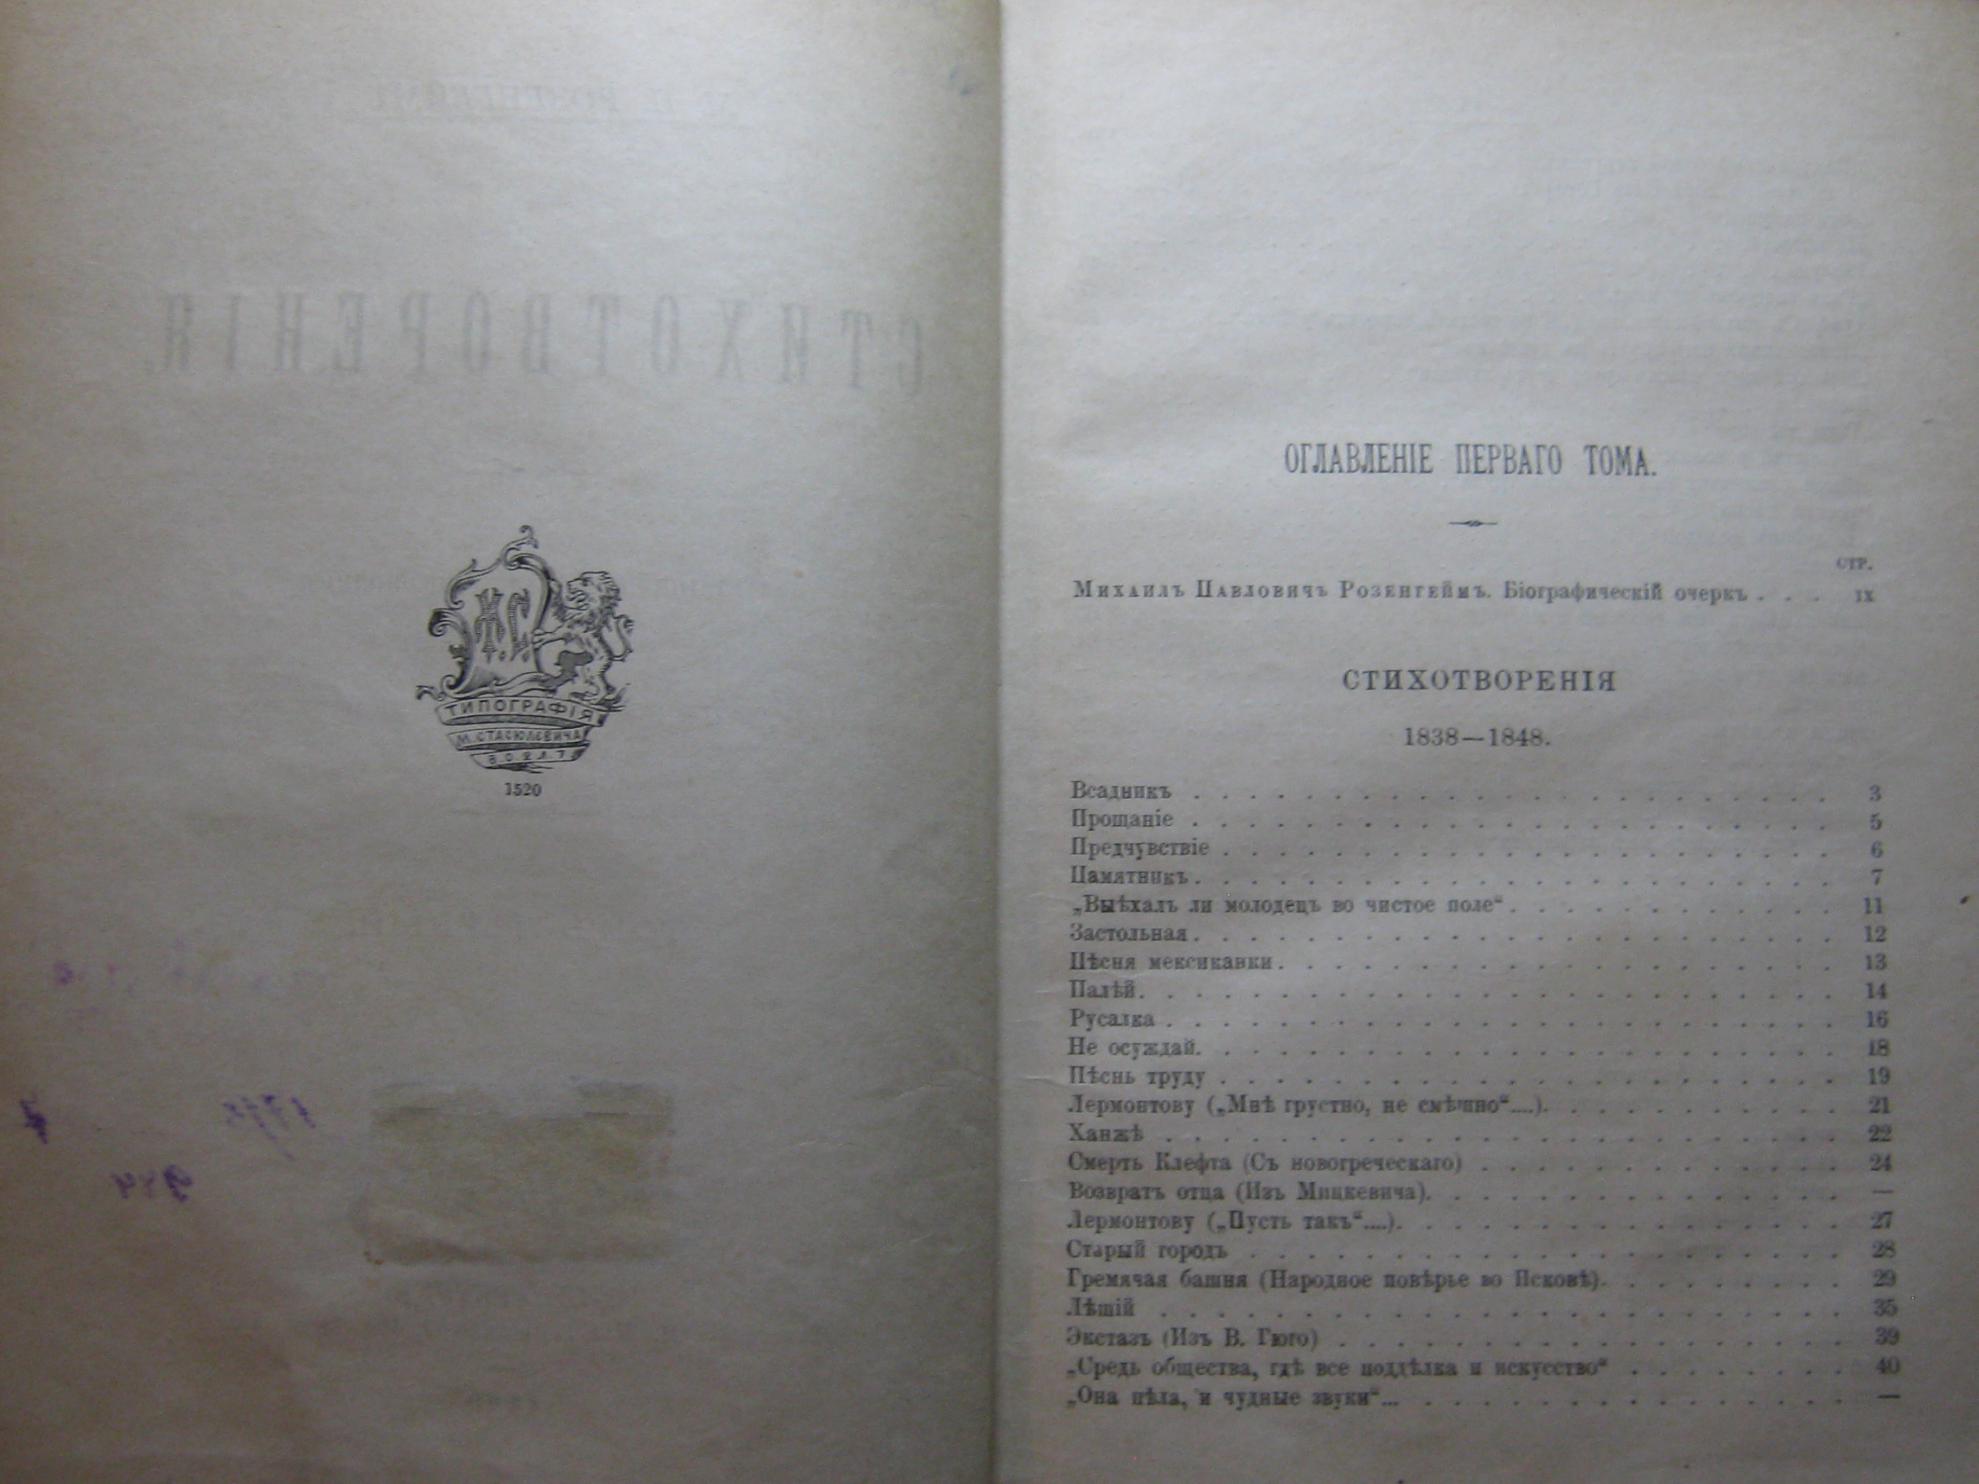 М. С.
ТИПОГРАФІЯ
М. СТАСЮЛЕВИЧА
1520
ОГЛАВЛЕНІЕ ПЕРВАГО ТОМА.
СТР.
Михаилъ Павловичъ Розенгеймъ. Біографическій очеркъ . . . IX
СТИХОТВОРЕНІЯ
1838—1848.
Всадникъ . . . 3
Прощаніе . . . 5
Предчувствіе . . . 6
Памятникъ . . . 7
„Выѣхалъ ли молодецъ во чистое поле“ . . . 11
Застольная . . . 12
Пѣсня мексиканки . . . 13
Палѣй . . . 14
Русалка . . . 16
Не осуждай . . . 18
Пѣснь труду . . . 19
Лермонтову („Мнѣ грустно, не смѣшно“....) . . . 21
Ханжѣ . . . 22
Смерть Клефта (Съ новогреческаго) . . . 24
Возвратъ отца (Изъ Мицкевича) . . . —
Лермонтову („Пусть такъ“....) . . . 27
Старый городъ . . . 28
Гремячая башня (Народное повѣрье во Псковѣ) . . . 29
Лѣшій . . . 35
Экстазъ (Изъ В. Гюго) . . . 39
„Средь общества, гдѣ все поддѣлка и искусство“ . . . 40
„Она пѣла, и чудные звуки“... . . . —